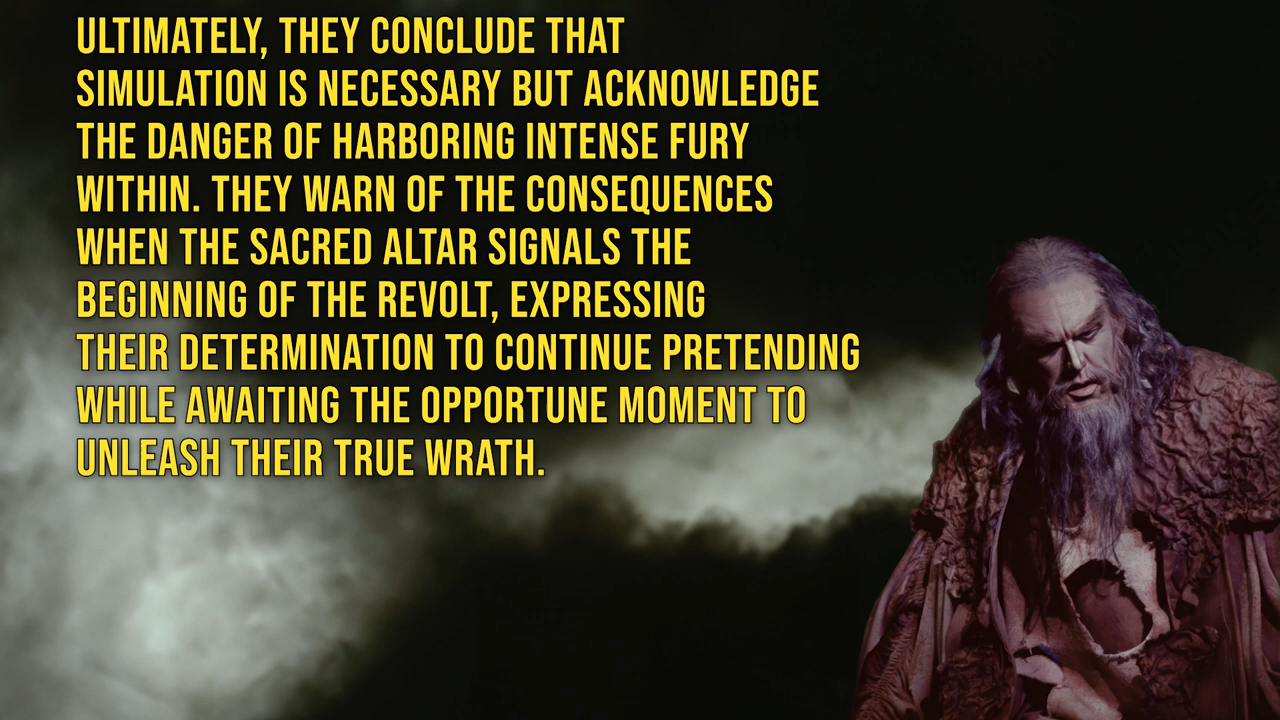 ULTIMATELY, THEY CONCLUDE THAT
SIMULATION IS NECESSARY BUT ACKNOWLEDGE
THE DANGER OF HARBORING INTENSE FURY
WITHIN. THEY WARN OF THE CONSEQUENCES
WHEN THE SACRED ALTAR SIGNALS THE
BEGINNING OF THE REVOLT, EXPRESSING
THEIR DETERMINATION TO CONTINUE PRETENDING
WHILE AWAITING THE OPPORTUNE MOMENT TO
UNLEASH THEIR TRUE WRATH.